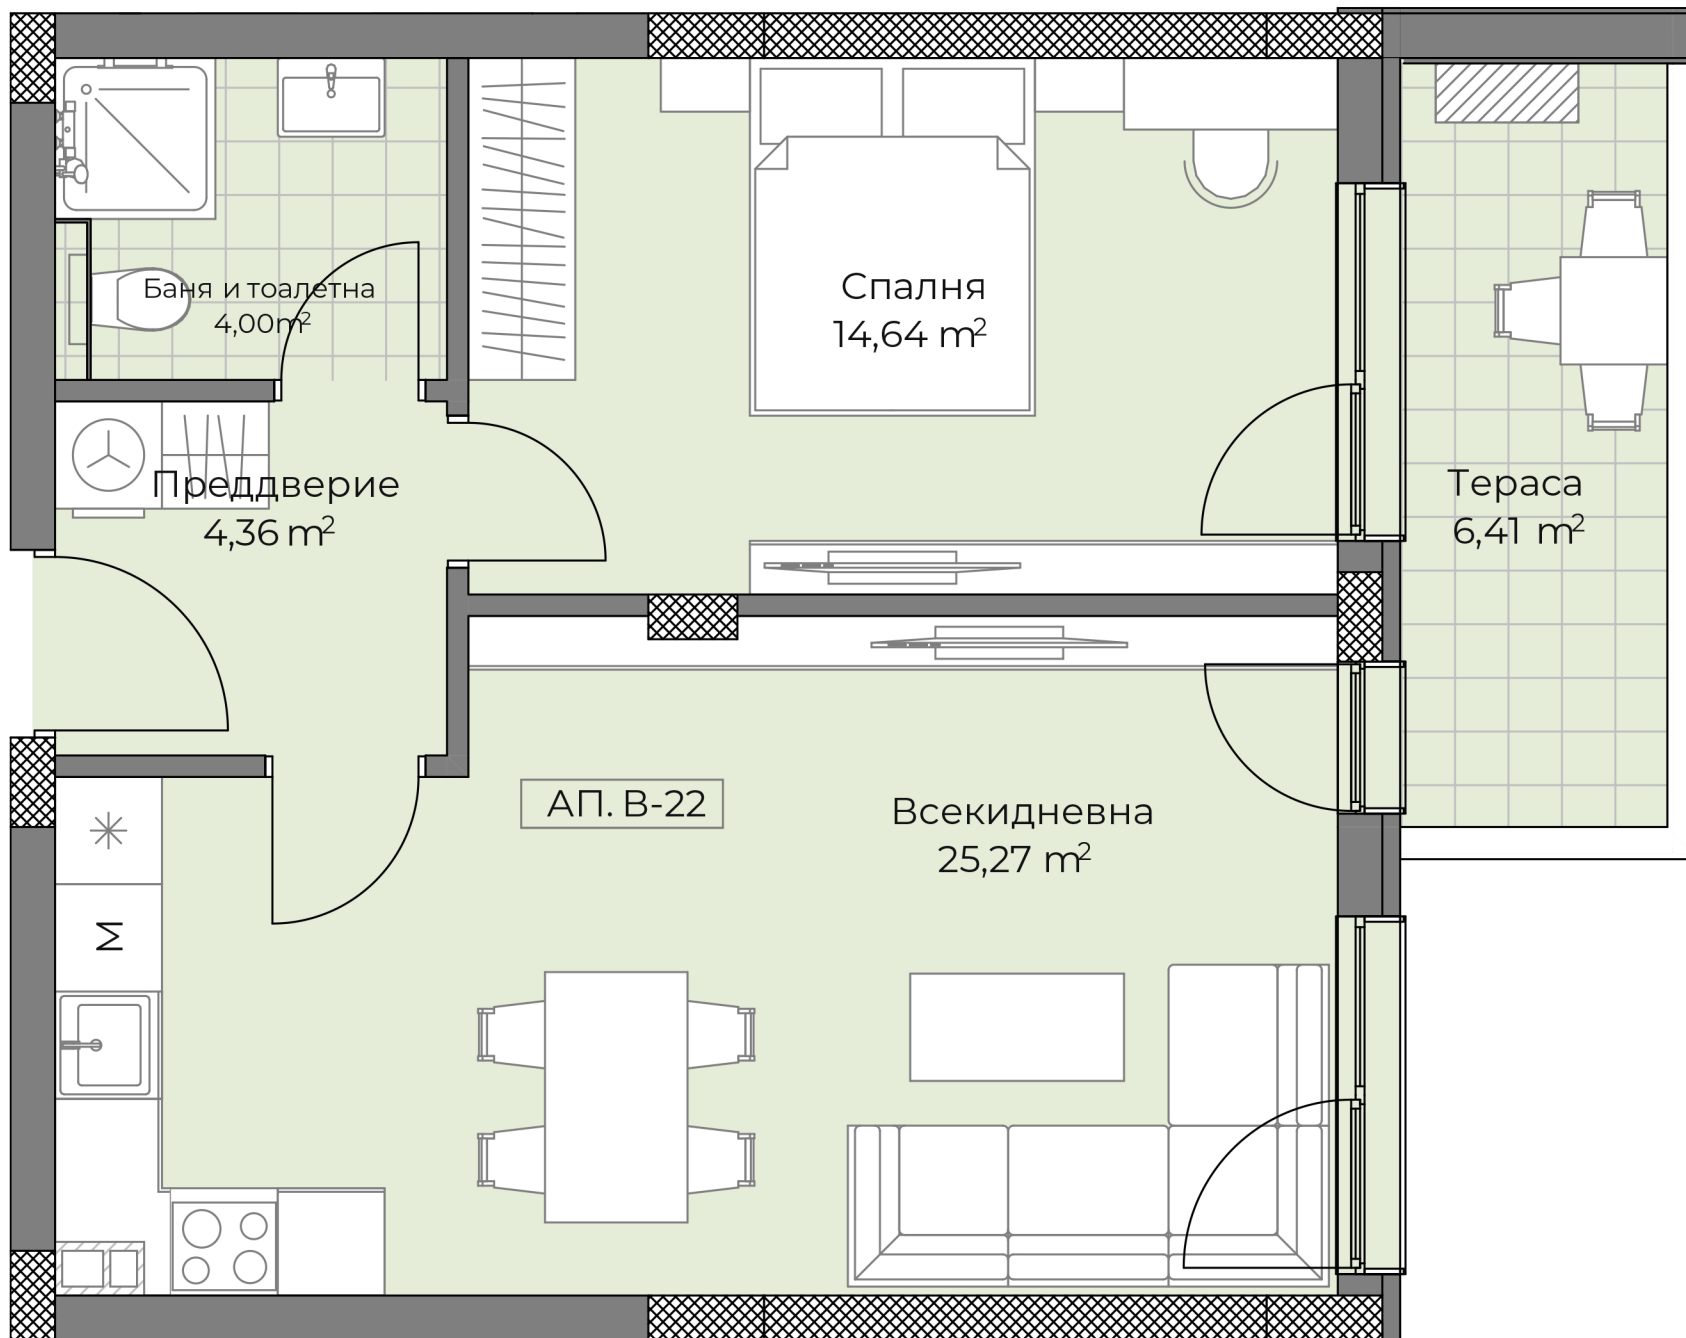 Баня и тоалетна
4,00m²
Спалня
14,64 m²
Преддверие
4,36 m²
Тераса
6,41 m²
АП. В-22
Всекидневна
25,27 m²
М